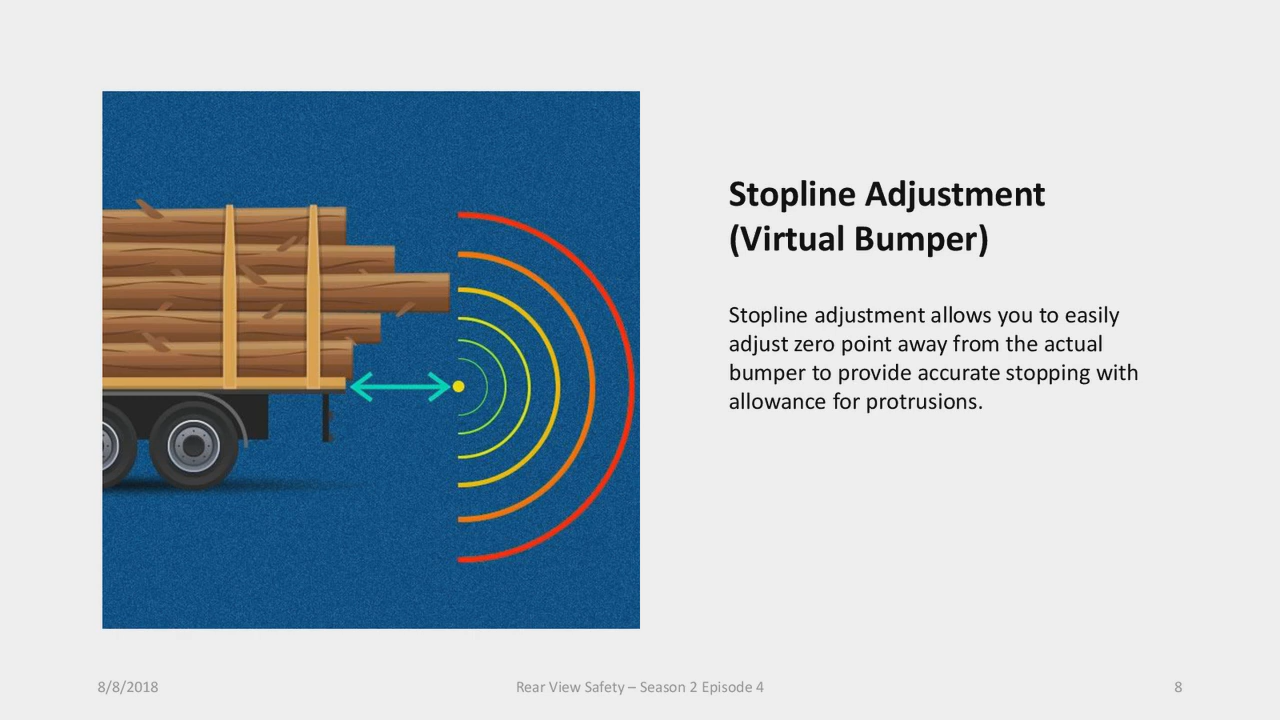 Stopline Adjustment
(Virtual Bumper)
Stopline adjustment allows you to easily
adjust zero point away from the actual
bumper to provide accurate stopping with
allowance for protrusions.
8/8/2018
Rear View Safety – Season 2 Episode 4
8